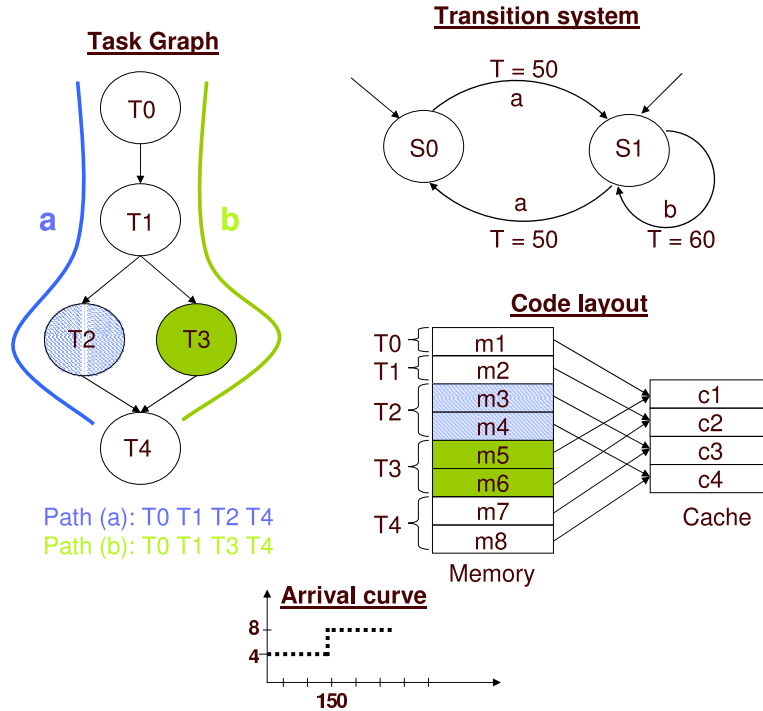 Task Graph
T0
T1
T2
T3
T4
a
b
Path (a): T0 T1 T2 T4
Path (b): T0 T1 T3 T4
Transition system
T = 50
a
S0
S1
a
b
T = 50
T = 60
Code layout
T0
T1
T2
T3
T4
m1
m2
m3
m4
m5
m6
m7
m8
Memory
c1
c2
c3
c4
Cache
Arrival curve
8
4
150